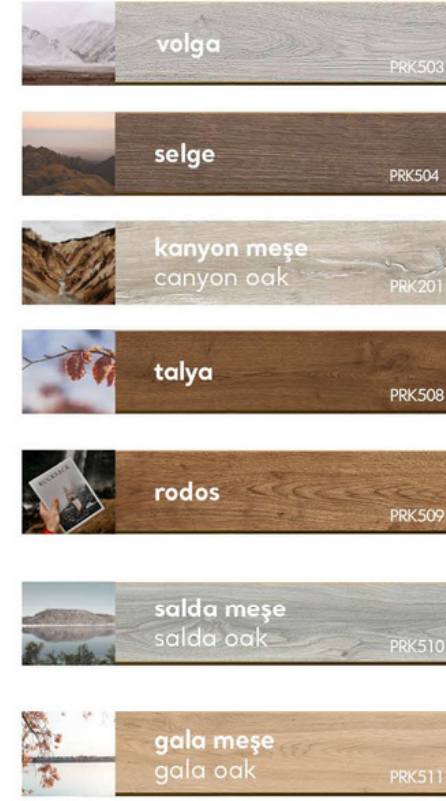 volga
PRK503
selge
PRK504
kanyon meşe
canyon oak
PRK201
talya
PRK508
rodos
PRK509
salda meşe
salda oak
PRK510
gala meşe
gala oak
PRK511